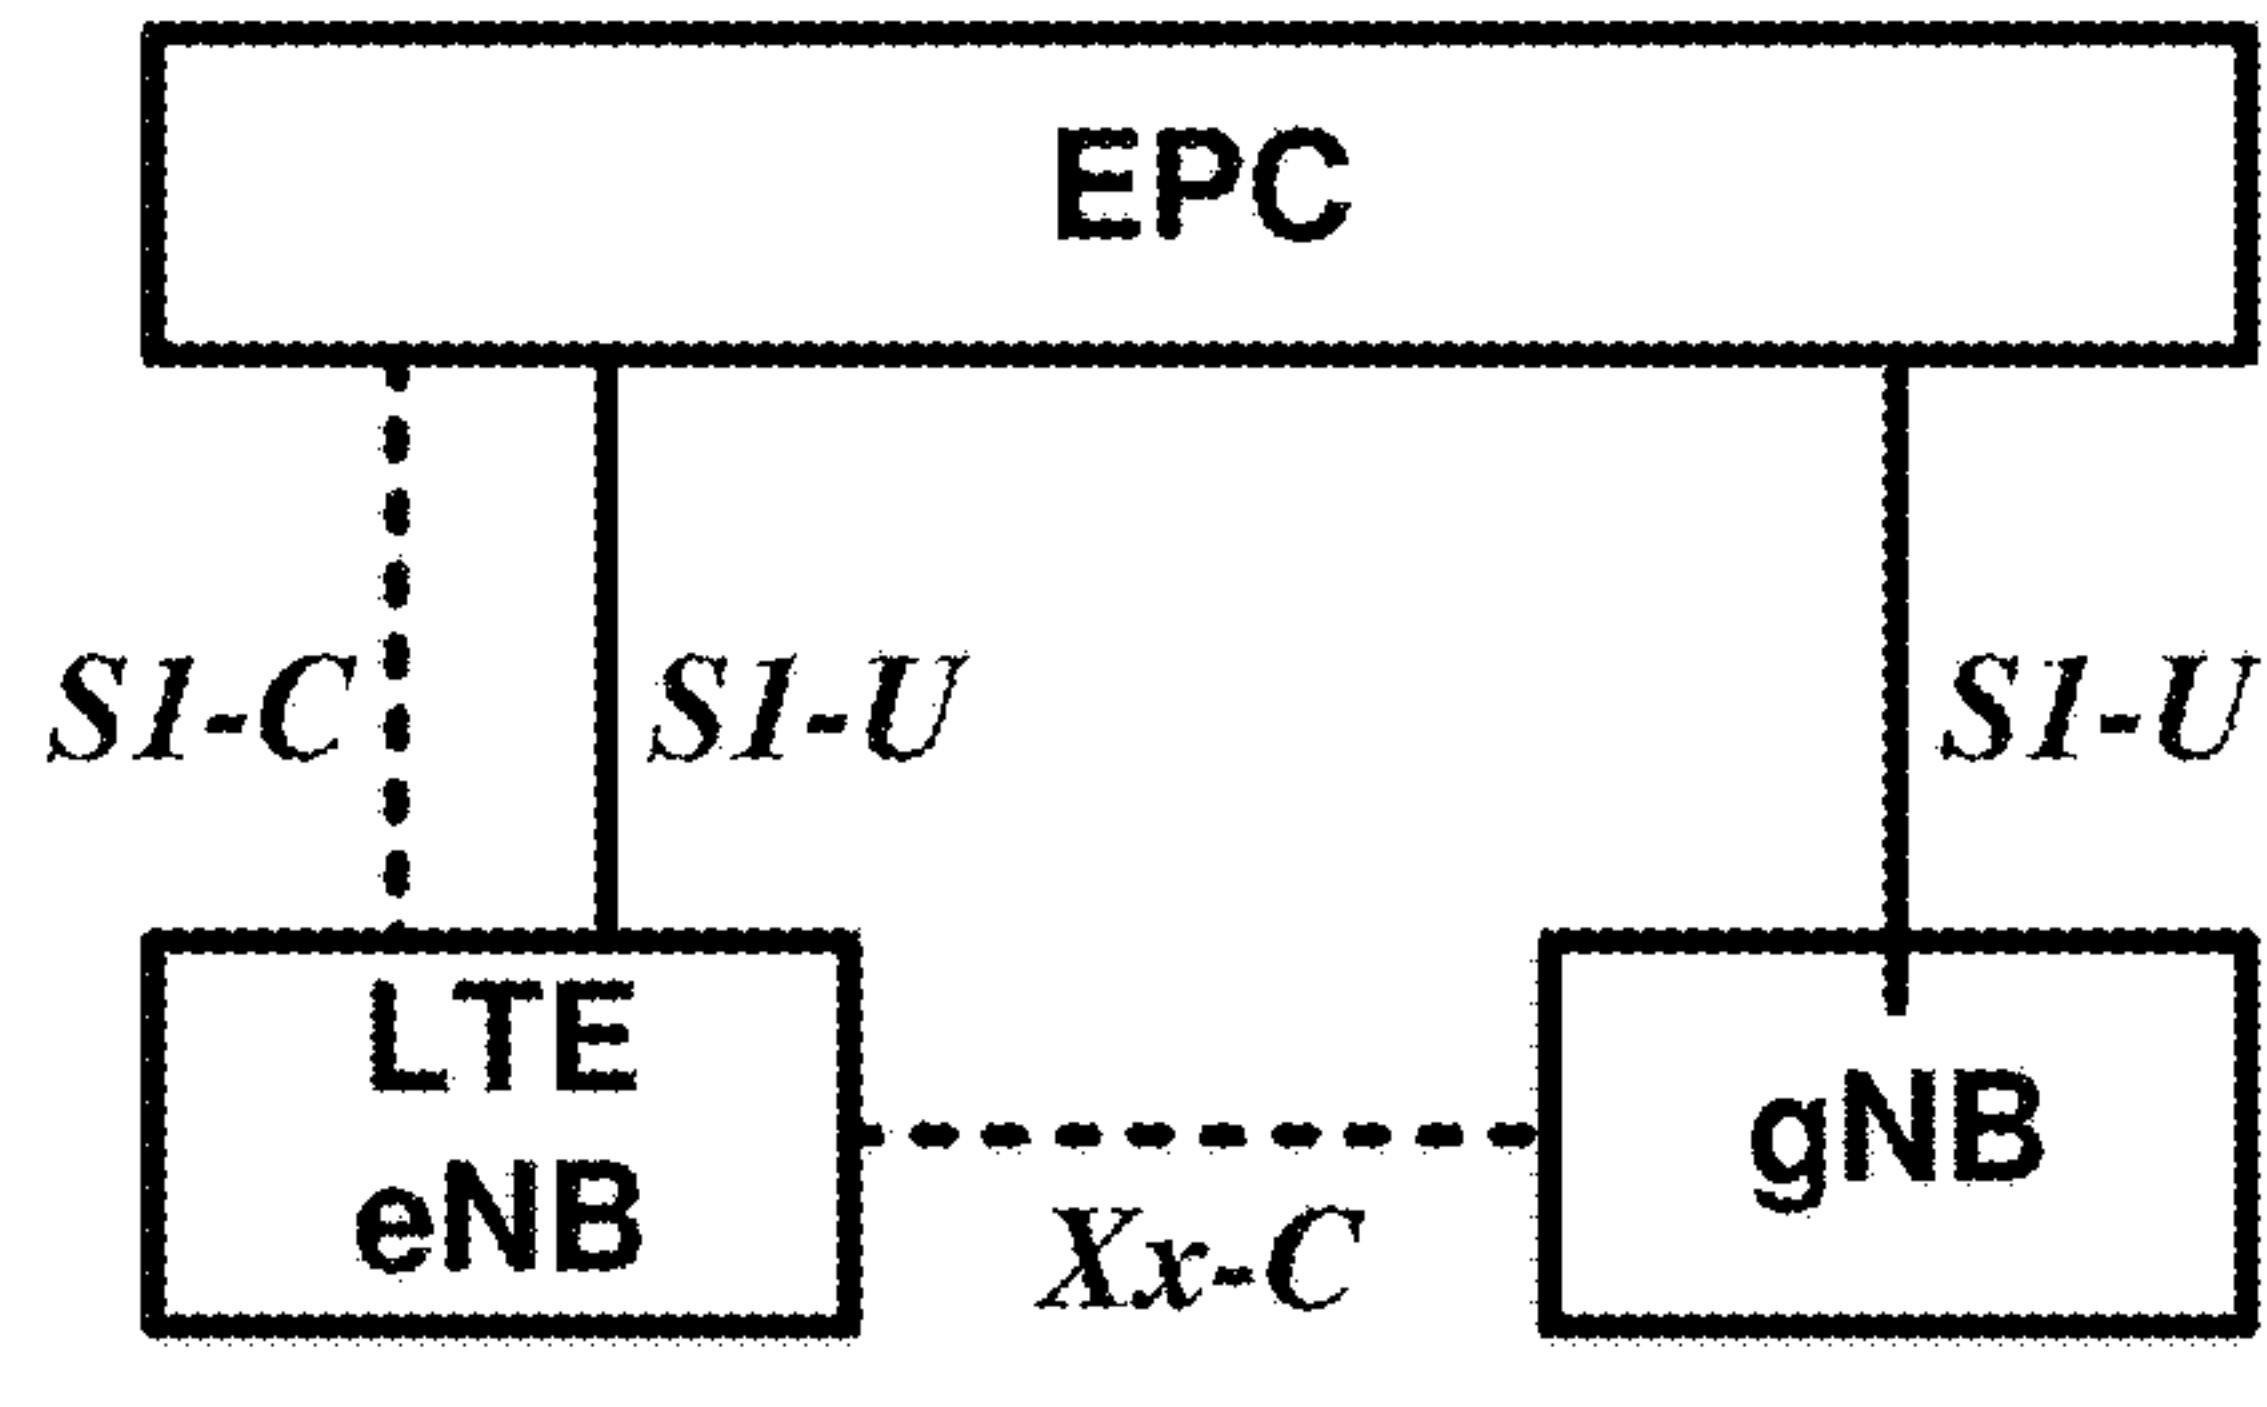 EPC
S1-C
S1-U
S1-U
LTE
eNB
gNB
Xx-C